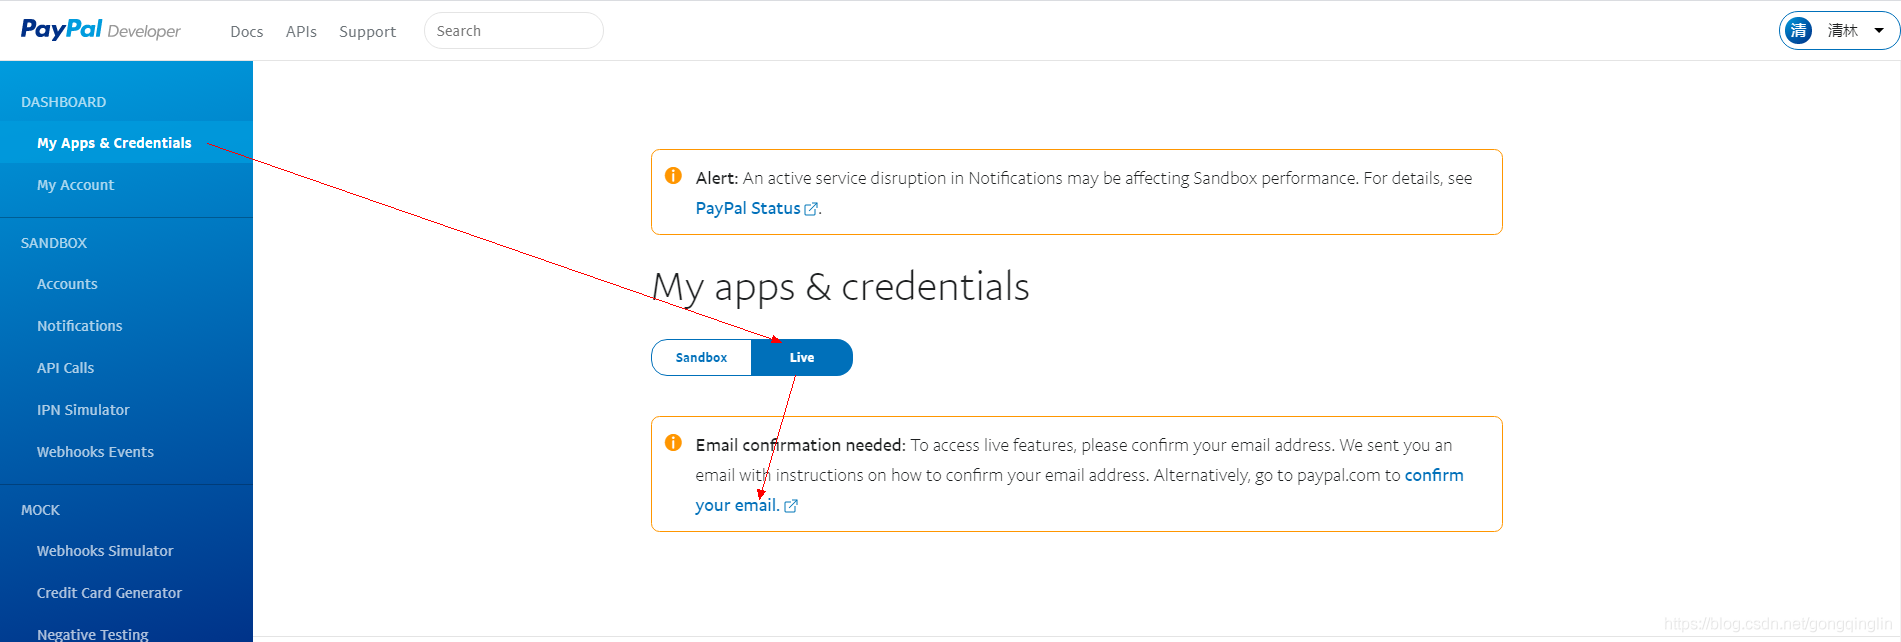 PayPal Developer
Docs
APIs
Support
Search
清
清林
DASHBOARD
My Apps & Credentials
My Account
SANDBOX
Accounts
Notifications
API Calls
IPN Simulator
Webhooks Events
MOCK
Webhooks Simulator
Credit Card Generator
Negative Testing
Alert: An active service disruption in Notifications may be affecting Sandbox performance. For details, see
PayPal Status.
My apps & credentials
Sandbox
Live
Email confirmation needed: To access live features, please confirm your email address. We sent you an
email with instructions on how to confirm your email address. Alternatively, go to paypal.com to confirm
your email.
https://blog.csdn.net/gongqinglin